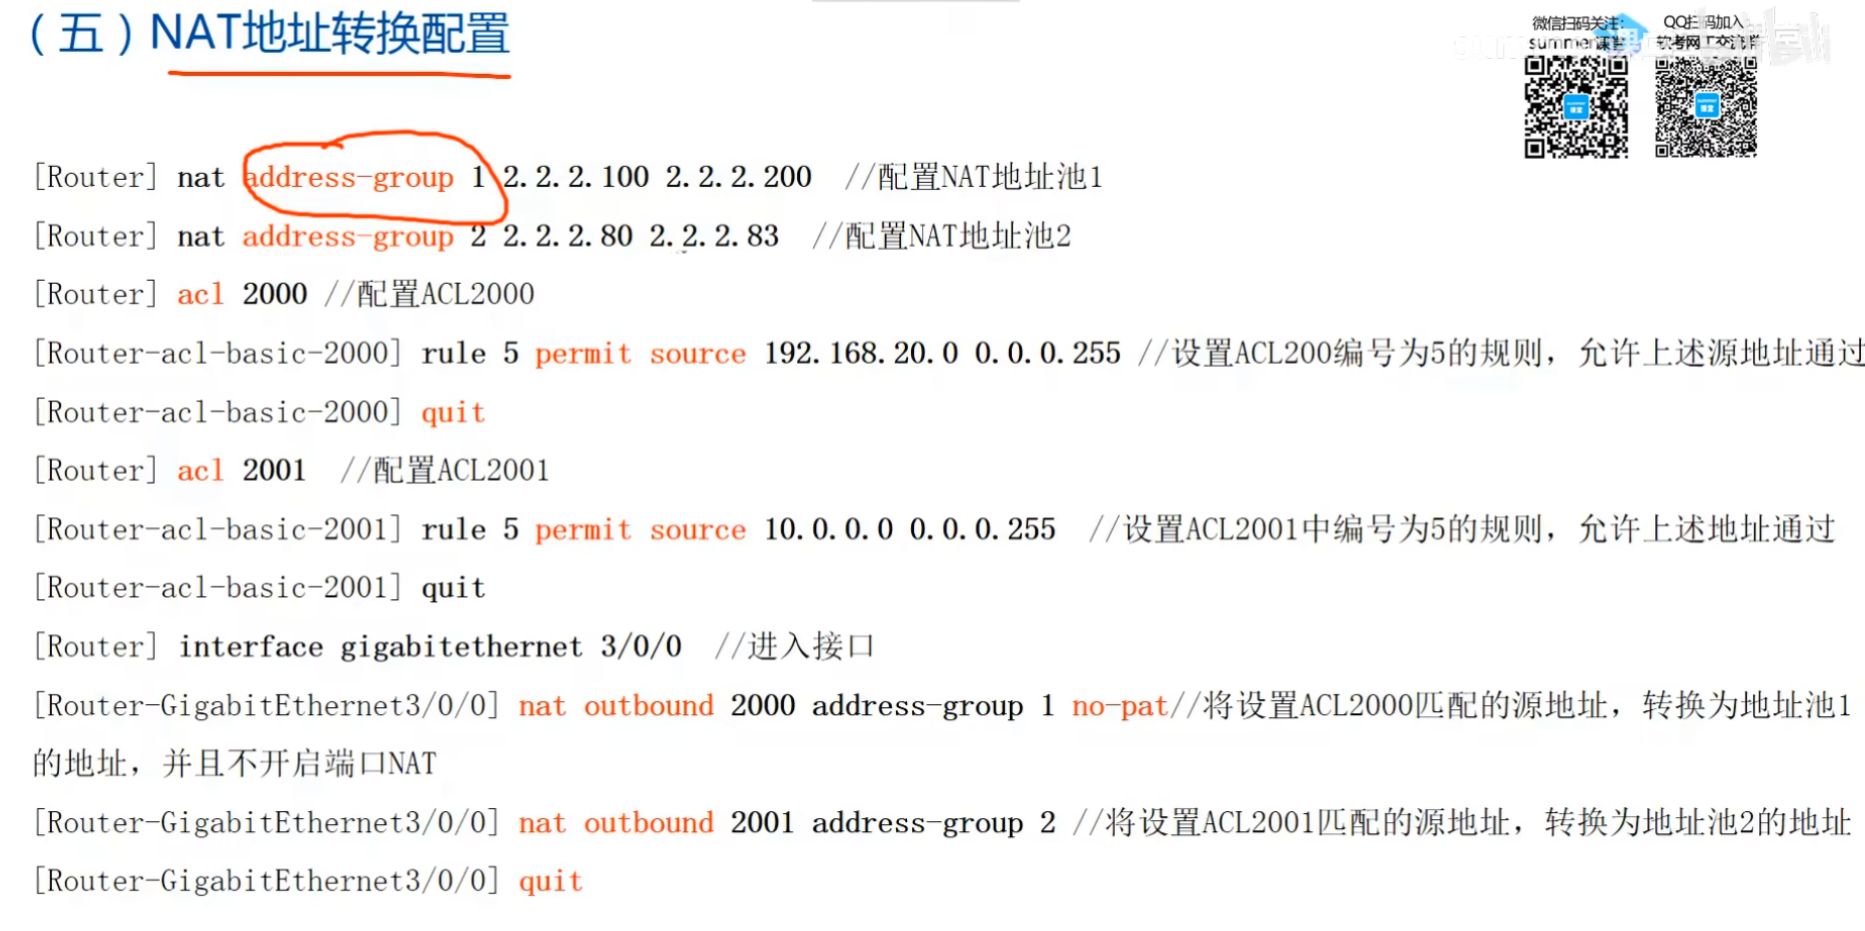 （五）NAT地址转换配置
微信扫码关注：
summer课堂
QQ扫码加入
软考网工交流群
[Router] nat address-group 1 2.2.2.100 2.2.2.200 //配置NAT地址池1
[Router] nat address-group 2 2.2.2.80 2.2.2.83 //配置NAT地址池2
[Router] acl 2000 //配置ACL2000
[Router-acl-basic-2000] rule 5 permit source 192.168.20.0 0.0.0.255 //设置ACL200编号为5的规则，允许上述源地址通过
[Router-acl-basic-2000] quit
[Router] acl 2001 //配置ACL2001
[Router-acl-basic-2001] rule 5 permit source 10.0.0.0 0.0.0.255 //设置ACL2001中编号为5的规则，允许上述地址通过
[Router-acl-basic-2001] quit
[Router] interface gigabitethernet 3/0/0 //进入接口
[Router-GigabitEthernet3/0/0] nat outbound 2000 address-group 1 no-pat//将设置ACL2000匹配的源地址，转换为地址池1
的地址，并且不开启端口NAT
[Router-GigabitEthernet3/0/0] nat outbound 2001 address-group 2 //将设置ACL2001匹配的源地址，转换为地址池2的地址
[Router-GigabitEthernet3/0/0] quit